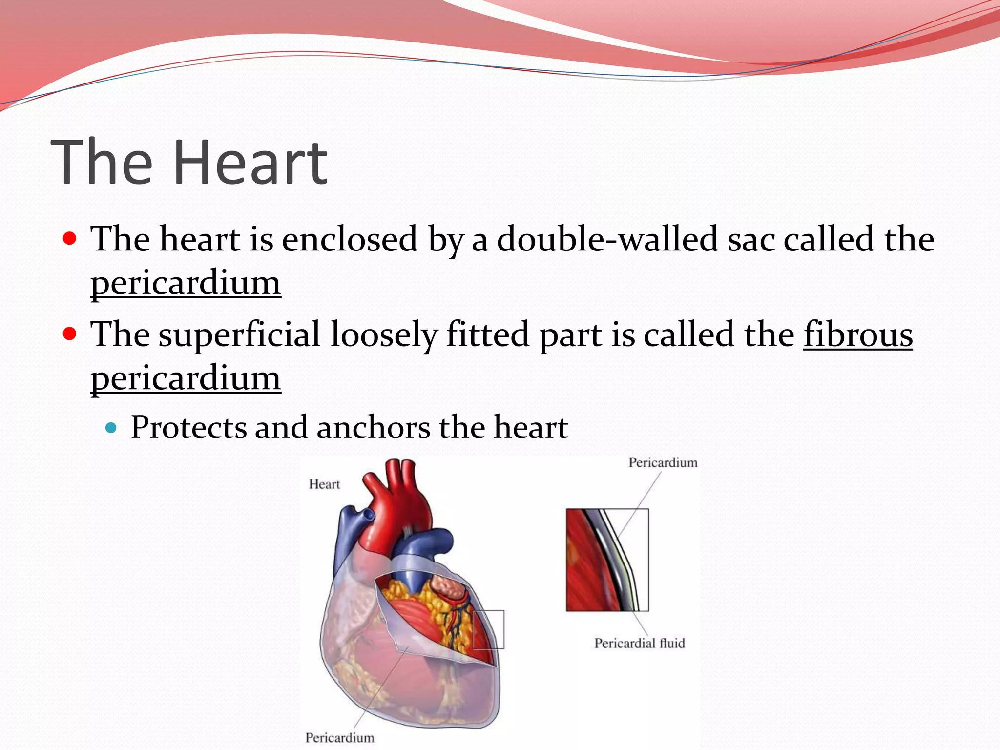 The Heart
The heart is enclosed by a double-walled sac called the
pericardium
The superficial loosely fitted part is called the fibrous
pericardium
Protects and anchors the heart
Pericardium
Heart
Pericardial fluid
Pericardium